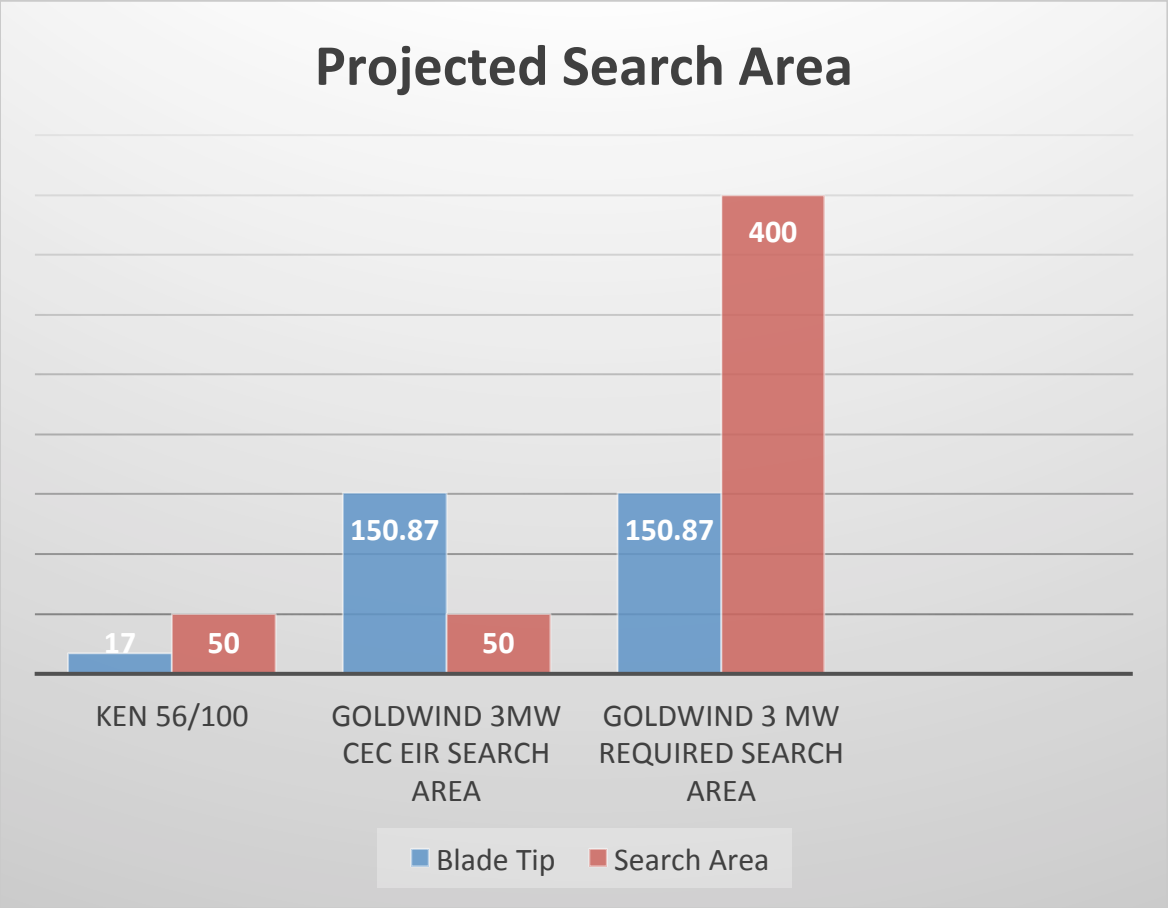 Projected Search Area
400
150.87
150.87
17
50
50
KEN 56/100
GOLDWIND 3MW
CEC EIR SEARCH
AREA
GOLDWIND 3 MW
REQUIRED SEARCH
AREA
Blade Tip
Search Area